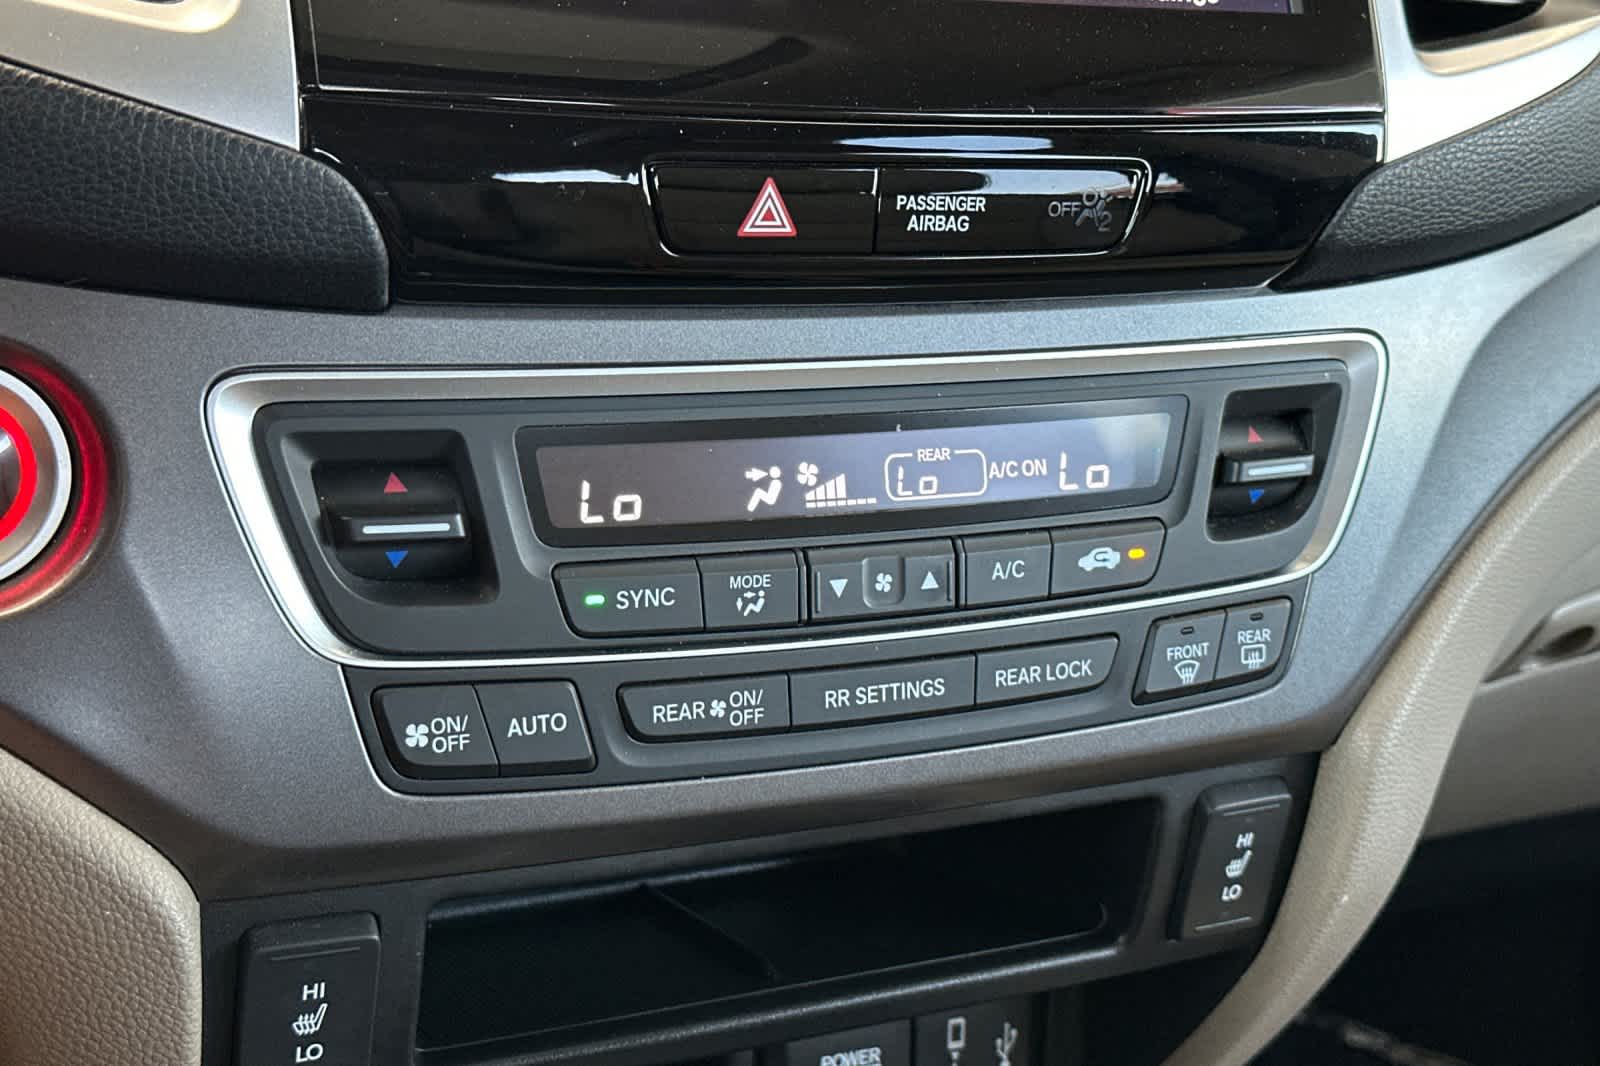 PASSENGER
AIRBAG
OFF
2
Lo
REAR
Lo
A/C ON
Lo
SYNC
MODE
A/C
ON/
OFF
AUTO
REAR ON/
OFF
RR SETTINGS
REAR LOCK
FRONT
REAR
HI
LO
HI
LO
POWER